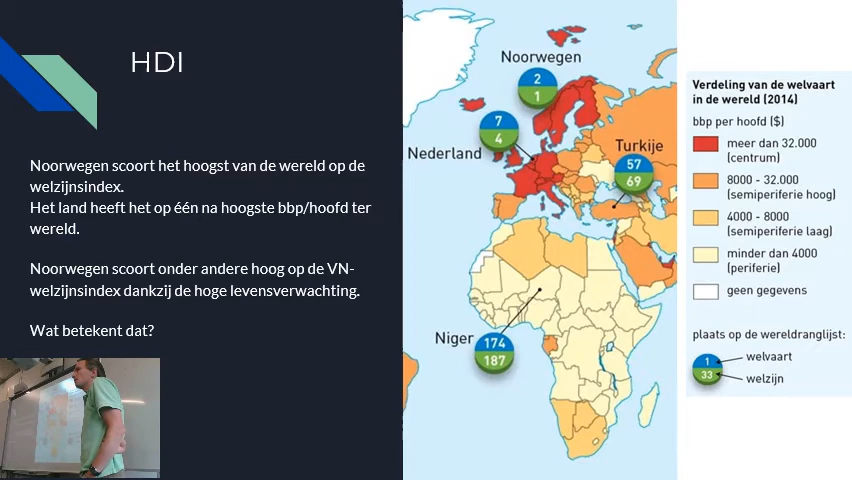 HDI
Noorwegen scoort het hoogst van de wereld op de
welzijnsindex.
Het land heeft het op één na hoogste bbp/hoofd ter
wereld.
Noorwegen scoort onder andere hoog op de VN-
welzijnsindex dankzij de hoge levensverwachting.
Wat betekent dat?
Noorwegen
2
1
7
4
Nederland
Turkije
57
69
Niger
174
187
Verdeling van de welvaart
in de wereld (2014)
bbp per hoofd ($)
meer dan 32.000
(centrum)
8000 - 32.000
(semiperiferie hoog)
4000 - 8000
(semiperiferie laag)
minder dan 4000
(periferie)
geen gegevens
plaats op de wereldranglijst:
1
welvaart
33
welzijn